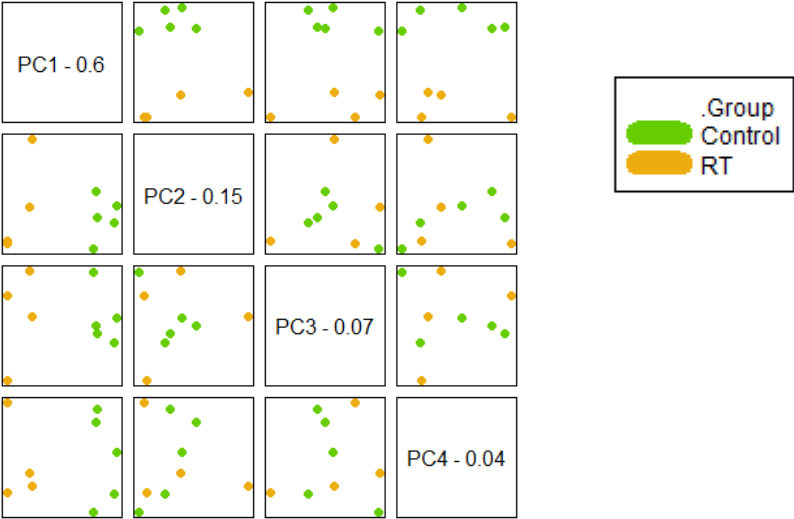 PC1 - 0.6
.Group
Control
RT
PC2 - 0.15
PC3 - 0.07
PC4 - 0.04